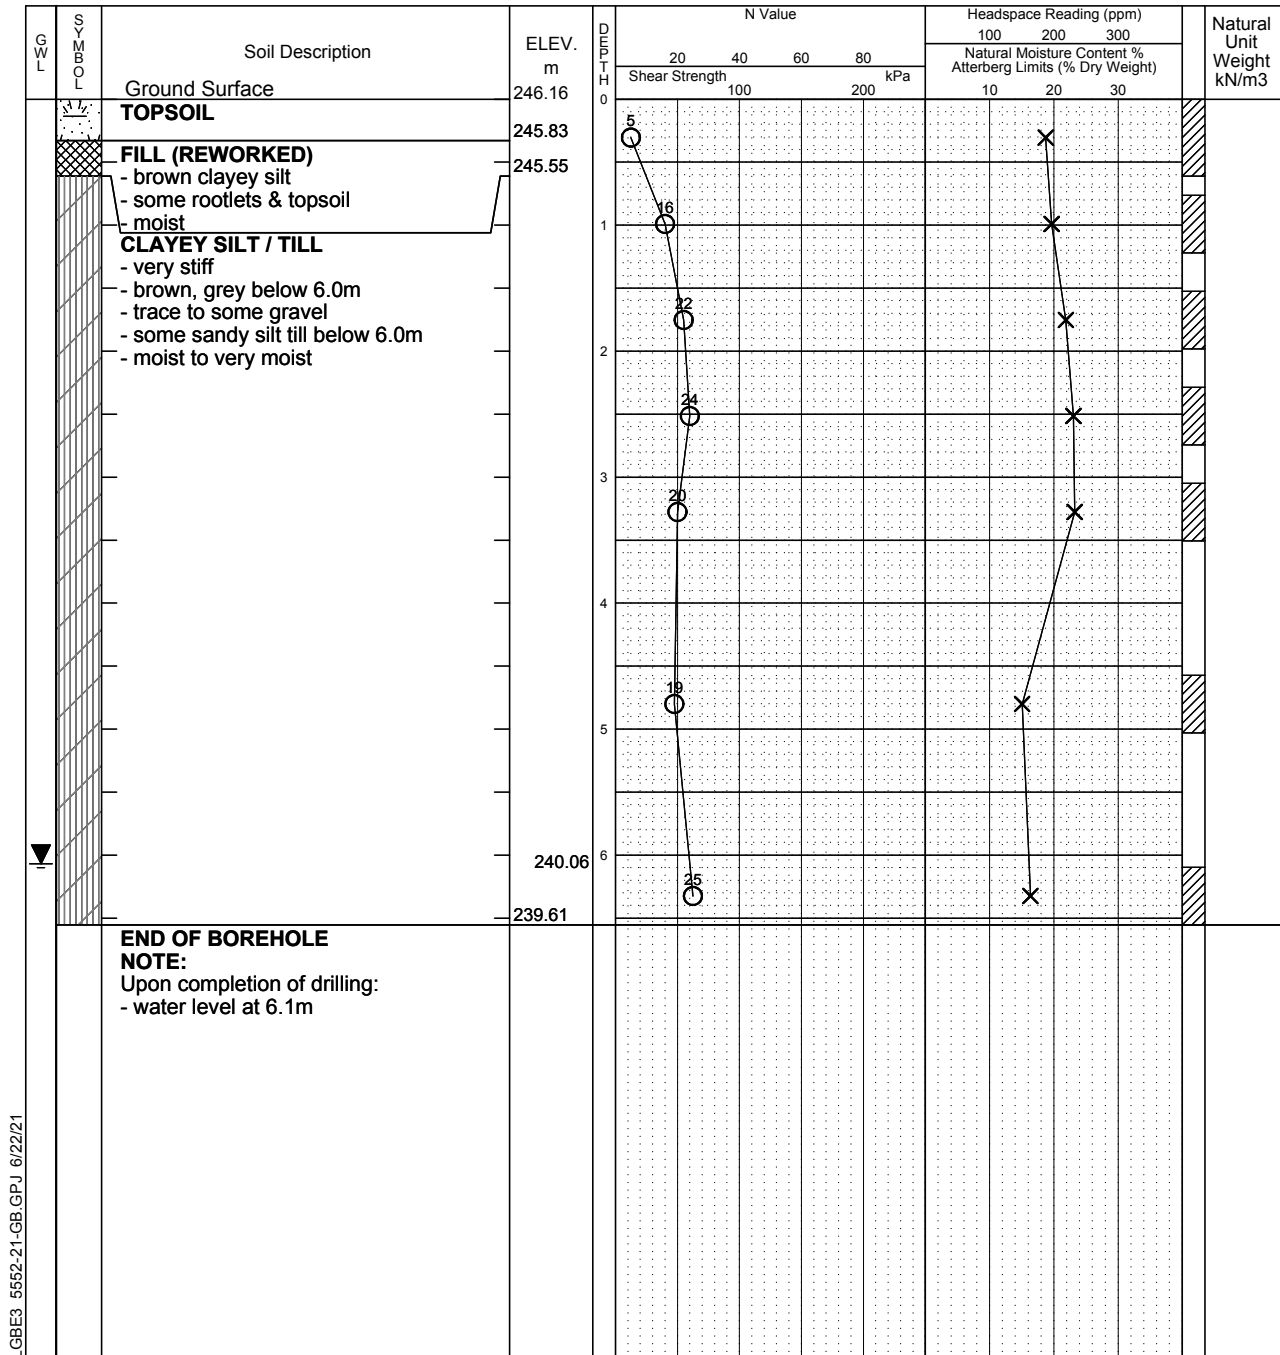 GWL
SYMBOL
Soil Description
Ground Surface
ELEV.
m
246.16
DEPTH
N Value
20 40 60 80
Shear Strength kPa
100 200
Headspace Reading (ppm)
100 200 300
Natural Moisture Content %
Atterberg Limits (% Dry Weight)
10 20 30
Natural
Unit
Weight
kN/m3
0
TOPSOIL
245.83
5
FILL (REWORKED)
245.55
- brown clayey silt
- some rootlets & topsoil
- moist
16
1
CLAYEY SILT / TILL
- very stiff
- brown, grey below 6.0m
- trace to some gravel
- some sandy silt till below 6.0m
- moist to very moist
22
2
24
3
20
4
19
5
6
240.06
25
239.61
END OF BOREHOLE
NOTE:
Upon completion of drilling:
- water level at 6.1m
GBE3 5552-21-GB.GPJ 6/22/21